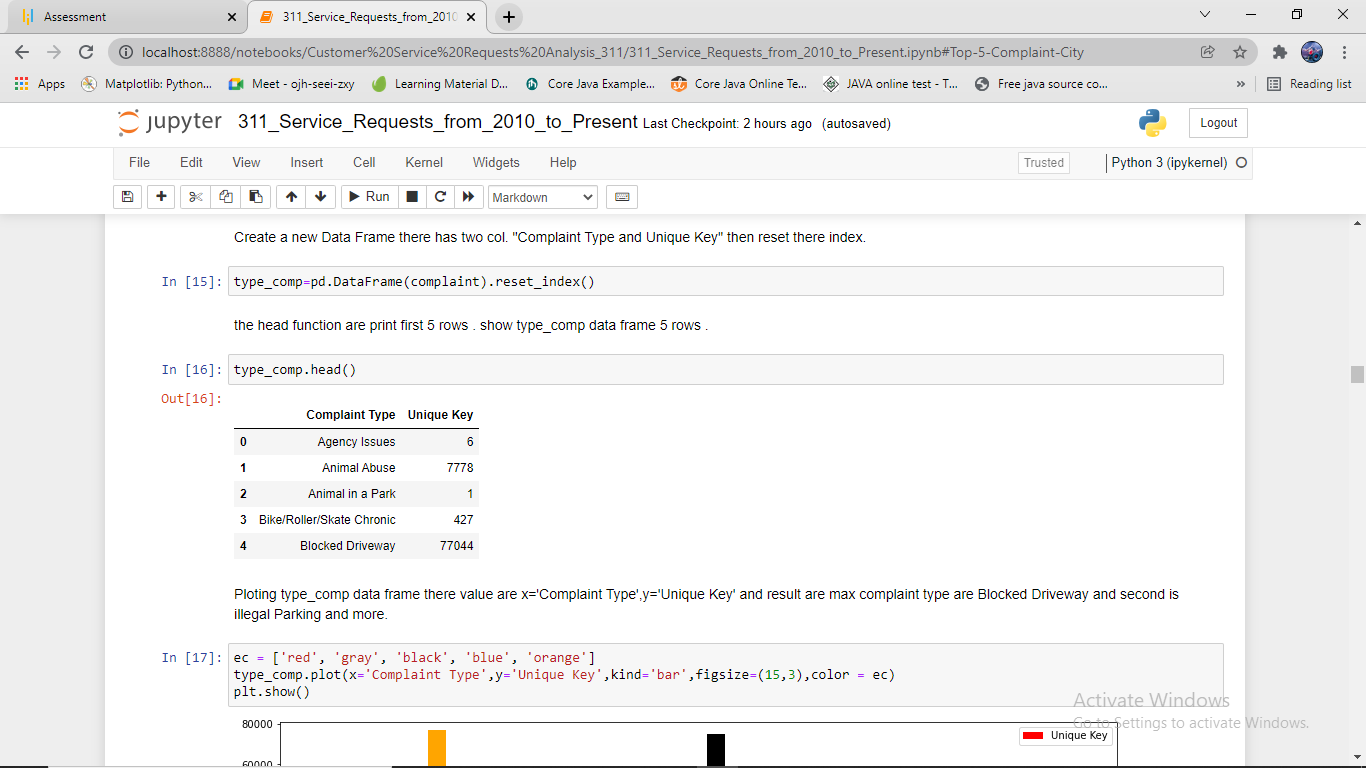 Assessment
311_Service_Requests_from_2010
localhost:8888/notebooks/Customer%20Service%20Requests%20Analysis_311/311_Service_Requests_from_2010_to_Present.ipynb#Top-5-Complaint-City
Apps Matplotlib: Python... Meet - ojh-seei-zxy Learning Material D... Core Java Example... Core Java Online Te... JAVA online test - T... Free java source co... » Reading list
jupyter 311_Service_Requests_from_2010_to_Present Last Checkpoint: 2 hours ago (autosaved) Logout
File Edit View Insert Cell Kernel Widgets Help Trusted Python 3 (ipykernel)
Run Markdown
Create a new Data Frame there has two col. "Complaint Type and Unique Key" then reset there index.
In [15]: type_comp=pd.DataFrame(complaint).reset_index()
the head function are print first 5 rows . show type_comp data frame 5 rows .
In [16]: type_comp.head()
Out[16]:
Complaint Type Unique Key
0 Agency Issues 6
1 Animal Abuse 7778
2 Animal in a Park 1
3 Bike/Roller/Skate Chronic 427
4 Blocked Driveway 77044
Ploting type_comp data frame there value are x='Complaint Type',y='Unique Key' and result are max complaint type are Blocked Driveway and second is
illegal Parking and more.
In [17]: ec = ['red', 'gray', 'black', 'blue', 'orange']
type_comp.plot(x='Complaint Type',y='Unique Key',kind='bar',figsize=(15,3),color = ec)
plt.show()
Activate Windows
Go to Settings to activate Windows.
80000
Unique Key
60000